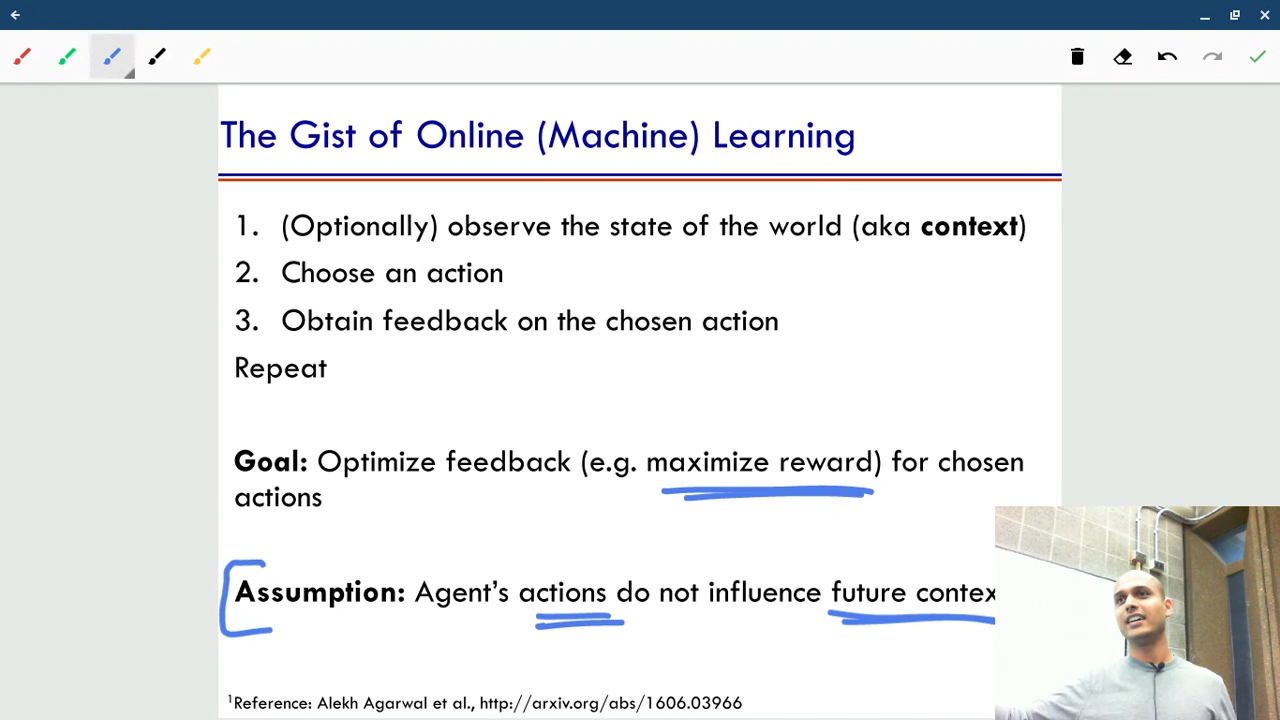 The Gist of Online (Machine) Learning
1. (Optionally) observe the state of the world (aka context)
2. Choose an action
3. Obtain feedback on the chosen action
Repeat
Goal: Optimize feedback (e.g. maximize reward) for chosen
actions
Assumption: Agent's actions do not influence future
¹Reference: Alekh Agarwal et al., http://arxiv.org/abs/1606.03966